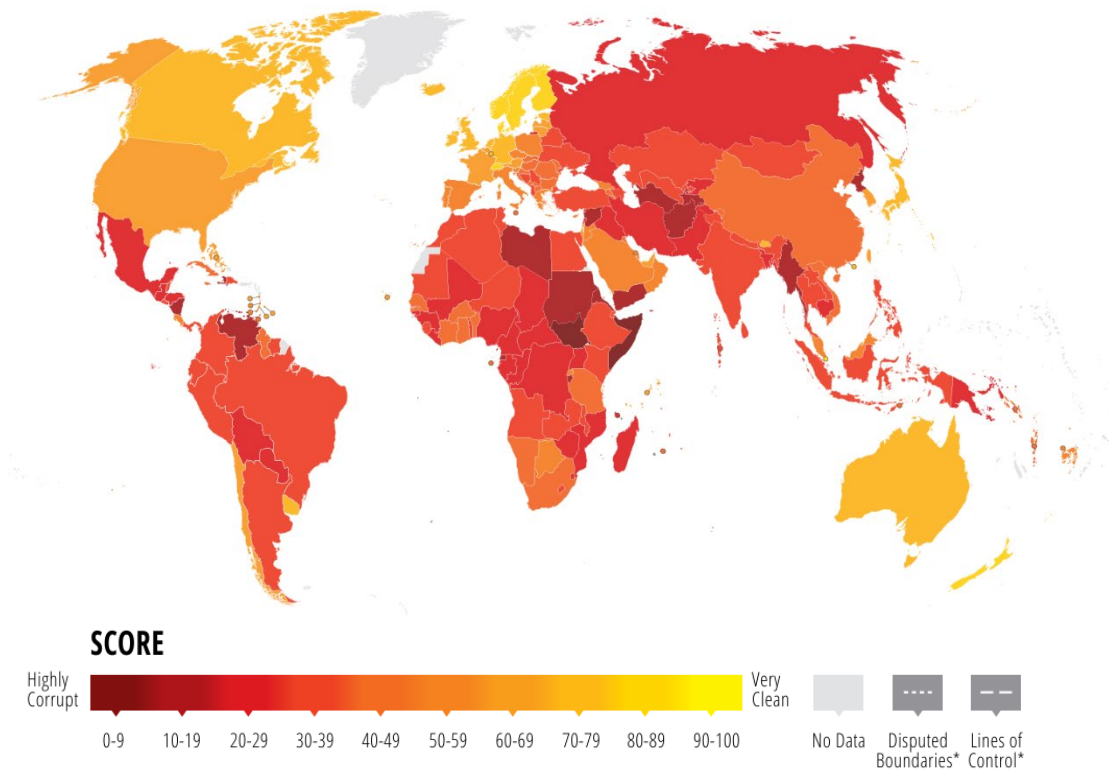 SCORE
Highly
Corrupt
Very
Clean
0-9 10-19 20-29 30-39 40-49 50-59 60-69 70-79 80-89 90-100
No Data
Disputed
Boundaries*
Lines of
Control*